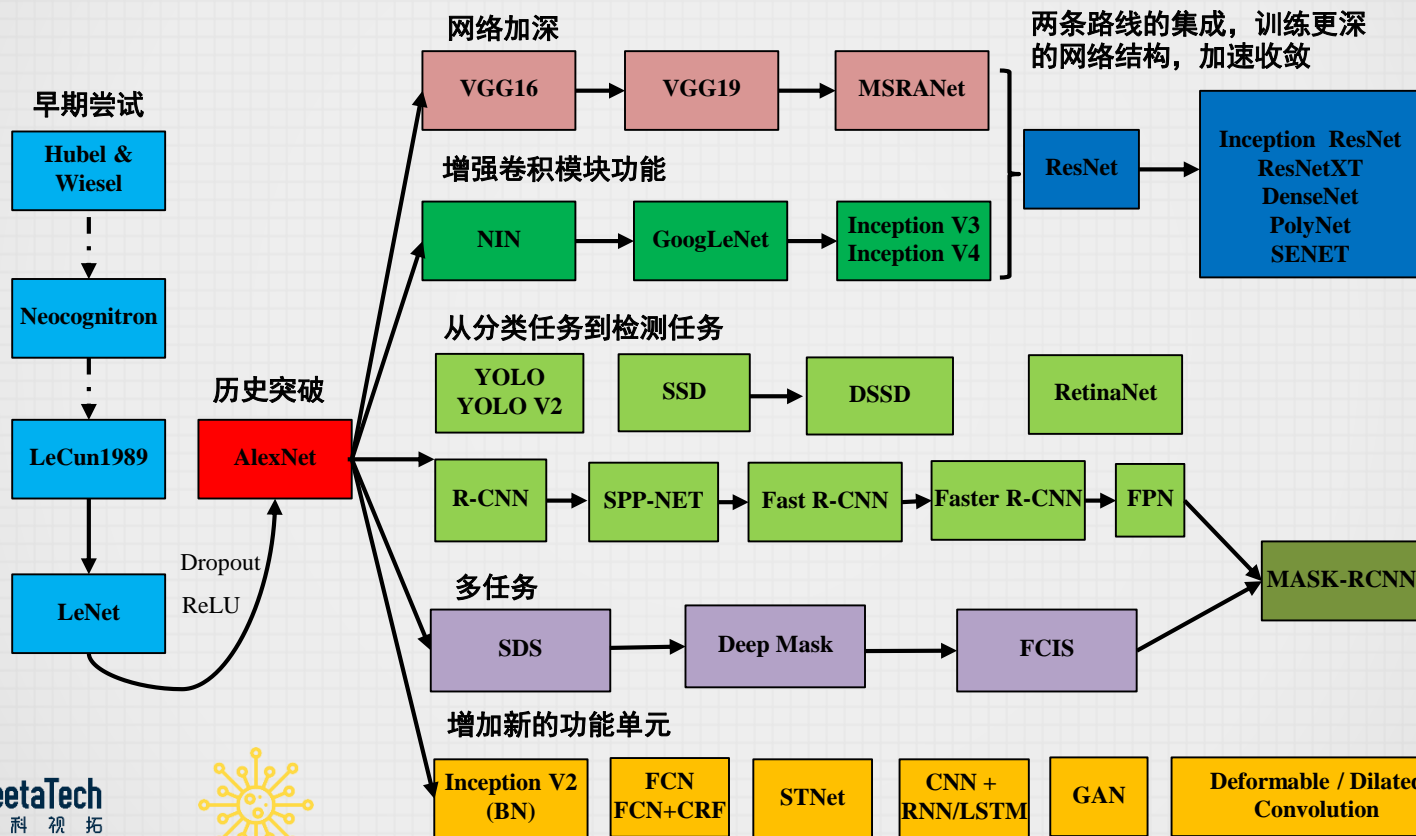 网络加深
两条路线的集成，训练更深
的网络结构，加速收敛
VGG16
VGG19
MSRANet
早期尝试
Hubel &
Wiesel
增强卷积模块功能
ResNet
Inception ResNet
ResNetXT
DenseNet
PolyNet
SENET
NIN
GoogLeNet
Inception V3
Inception V4
Neocognitron
从分类任务到检测任务
YOLO
YOLO V2
SSD
DSSD
RetinaNet
历史突破
LeCun1989
AlexNet
R-CNN
SPP-NET
Fast R-CNN
Faster R-CNN
FPN
Dropout
ReLU
MASK-RCNN
多任务
LeNet
SDS
Deep Mask
FCIS
增加新的功能单元
Inception V2
(BN)
FCN
FCN+CRF
STNet
CNN +
RNN/LSTM
GAN
Deformable / Dilated
Convolution
etaTech
科 视 拓